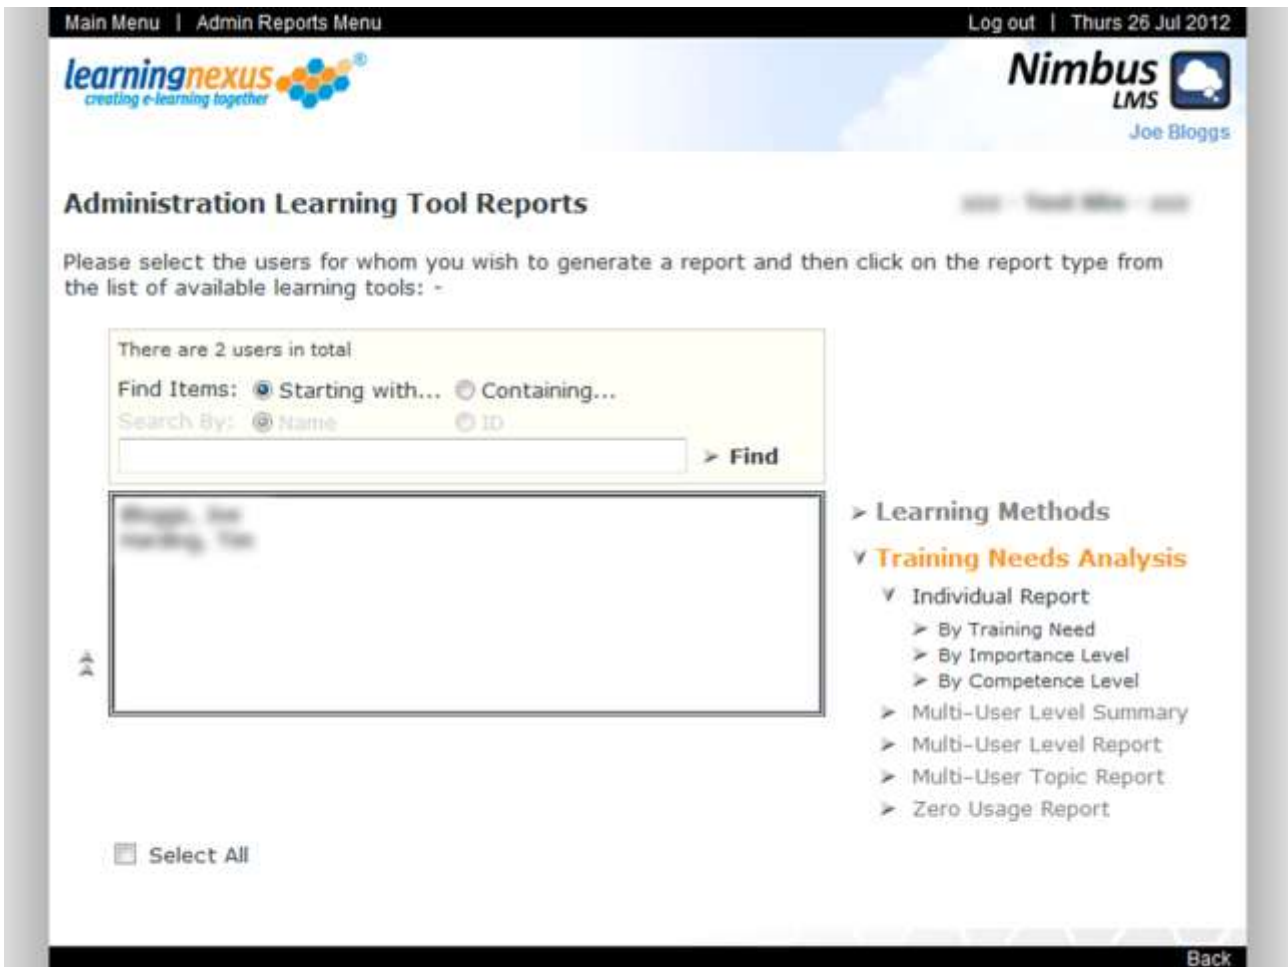 Main Menu | Admin Reports Menu
Log out | Thurs 26 Jul 2012
learningnexus®
creating e-learning together
Nimbus
LMS
Joe Bloggs
Administration Learning Tool Reports
Please select the users for whom you wish to generate a report and then click on the report type from
the list of available learning tools: -
There are 2 users in total
Find Items: Starting with... Containing...
Search By: Name ID
Find
Learning Methods
Training Needs Analysis
Individual Report
By Training Need
By Importance Level
By Competence Level
Multi-User Level Summary
Multi-User Level Report
Multi-User Topic Report
Zero Usage Report
Select All
Back